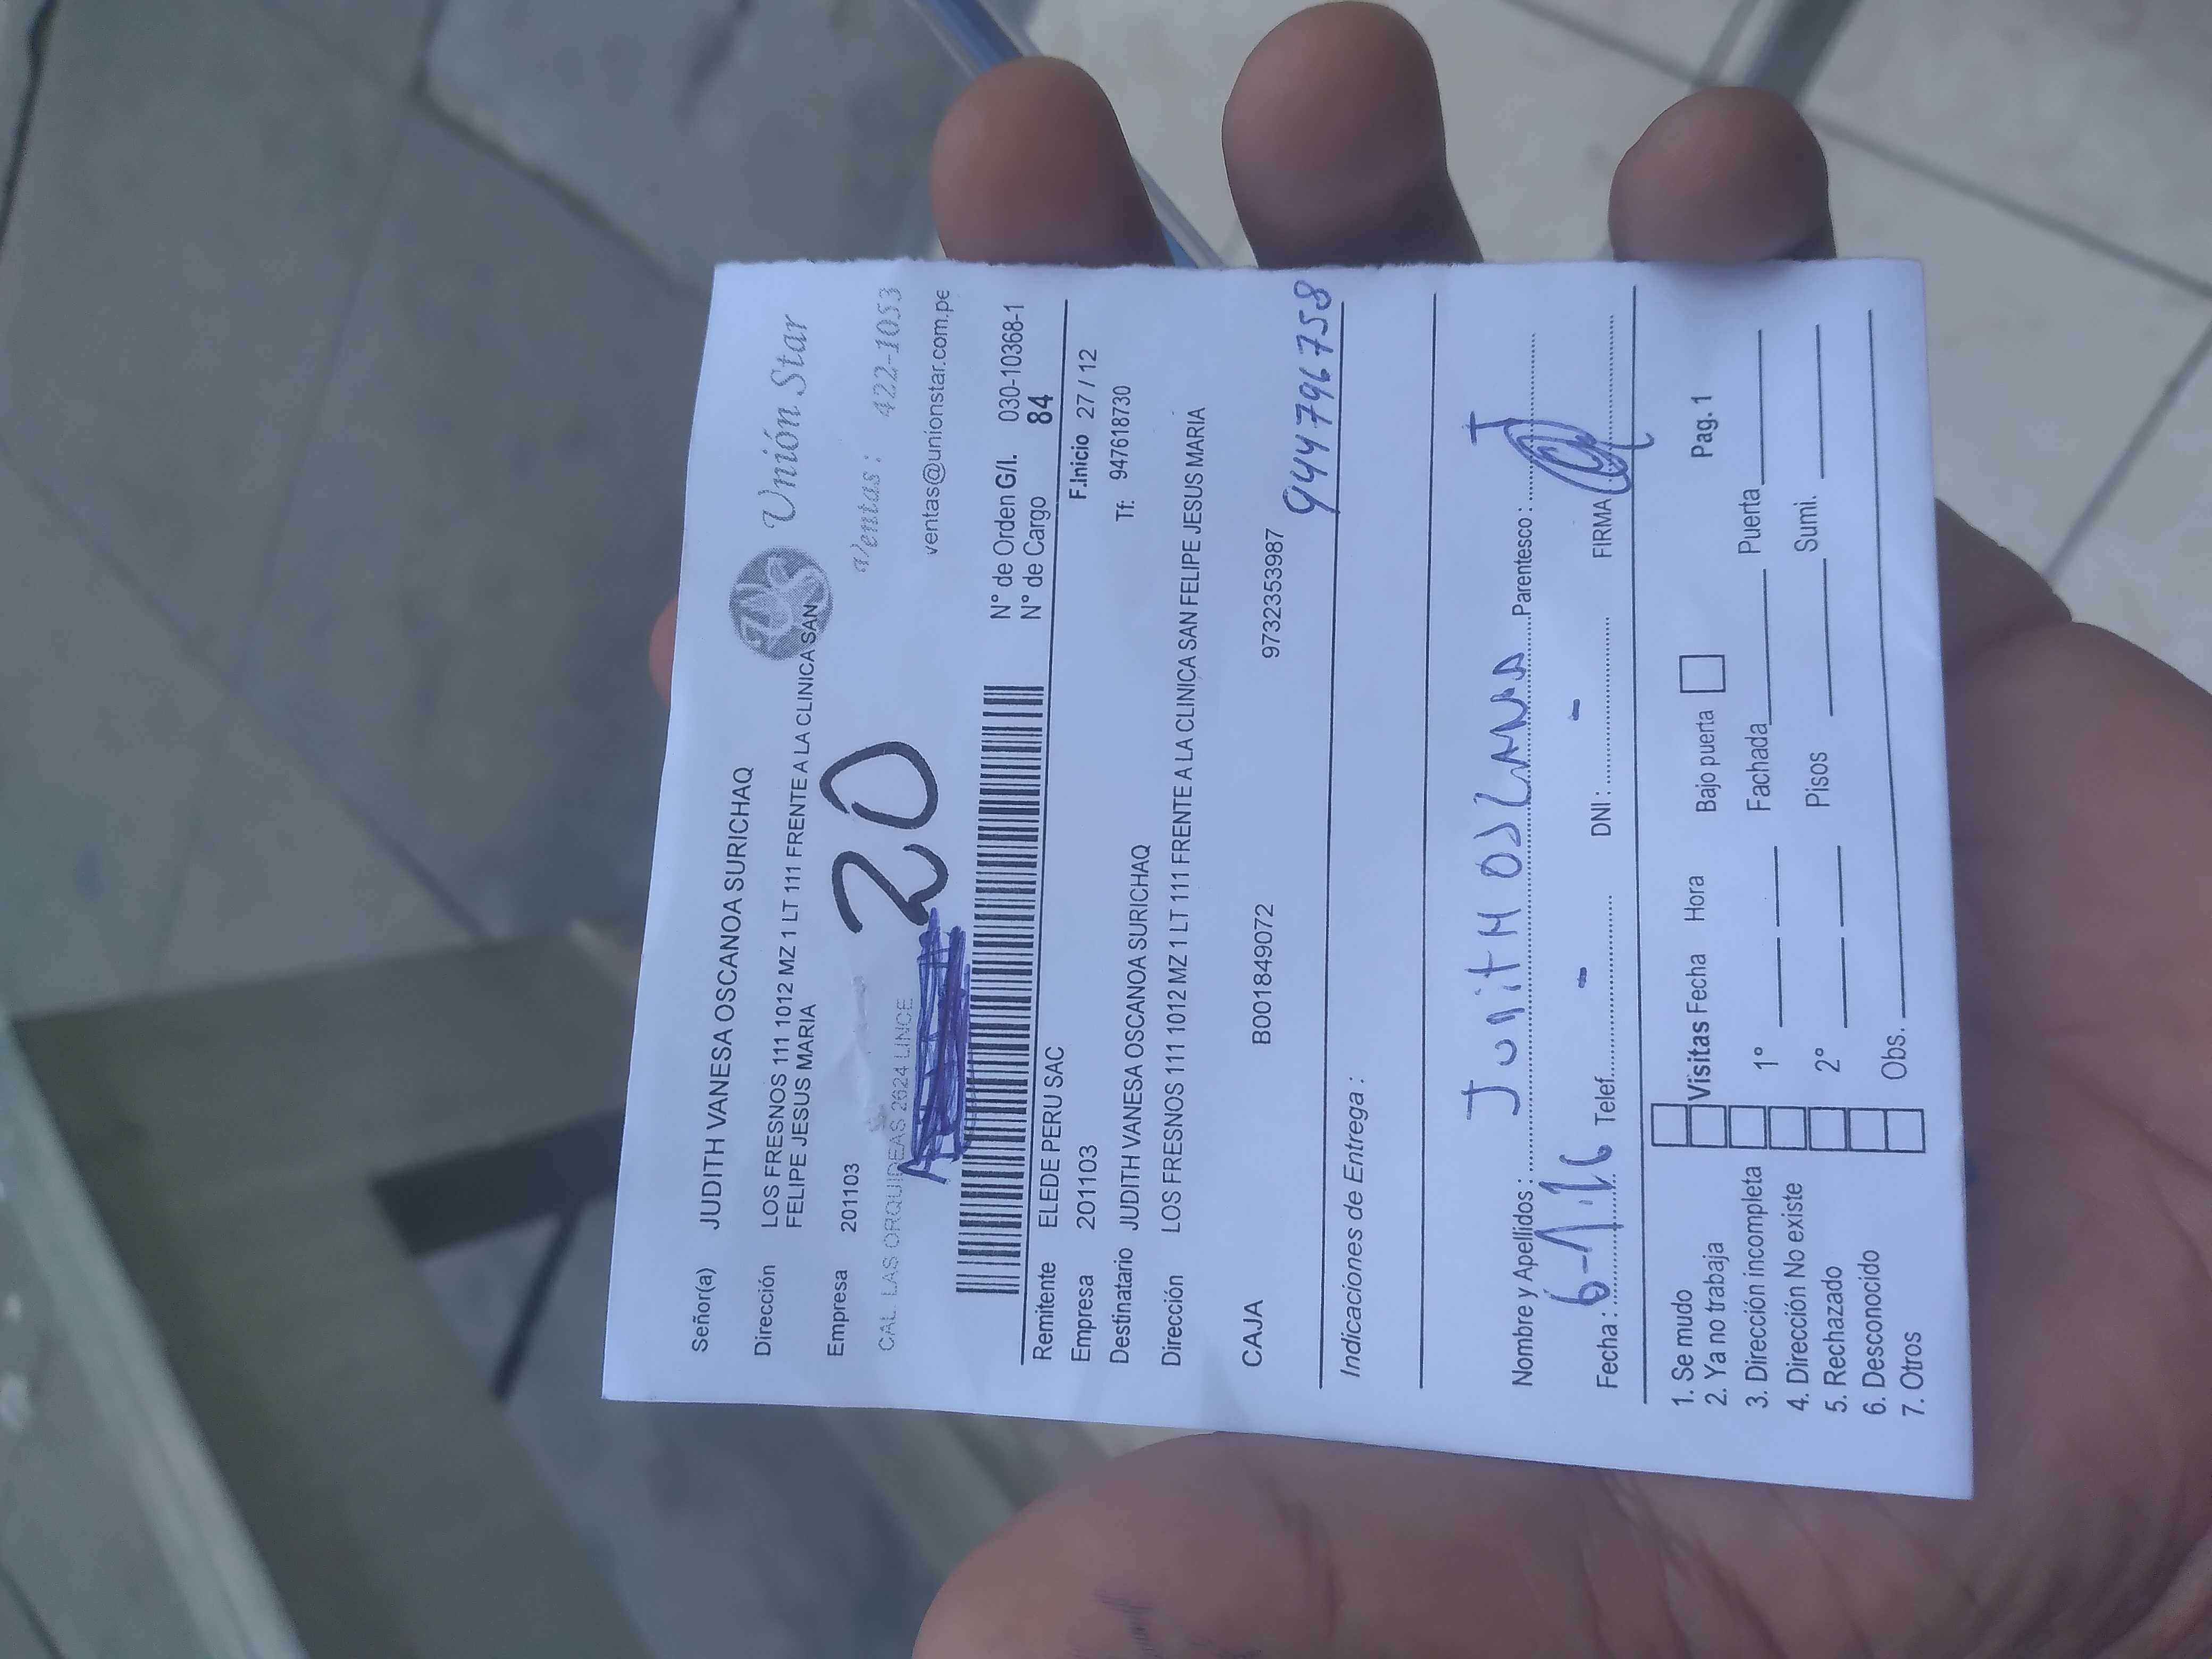 Señor(a) JUDITH VANESA OSCANOA SURICHAQ
Unión Star
Dirección LOS FRESNOS 111 1012 MZ 1 LT 111 FRENTE A LA CLINICA SAN
FELIPE JESUS MARIA
Ventas: 422-1053
Empresa 201103
20
ventas@unionstar.com.pe
CAL. LAS ORQUIDEAS 2624 LINCE
N° de Orden G/l. 030-10368-1
N° de Cargo 84
Remitente ELEDE PERU SAC
F.Inicio 27 / 12
Empresa 201103
Tf: 947618730
Destinatario JUDITH VANESA OSCANOA SURICHAQ
Dirección LOS FRESNOS 111 1012 MZ 1 LT 111 FRENTE A LA CLINICA SAN FELIPE JESUS MARIA
CAJA B001849072 9732353987
944796758
Indicaciones de Entrega :
Nombre y Apellidos : Parentesco : T
Fecha : Telef. - DNI : - FIRMA
1. Se mudo
2. Ya no trabaja Visitas Fecha Hora Bajo puerta Pag. 1
3. Dirección incompleta 1° Fachada Puerta
4. Dirección No existe
5. Rechazado 2° Pisos Sumi.
6. Desconocido
7. Otros Obs.